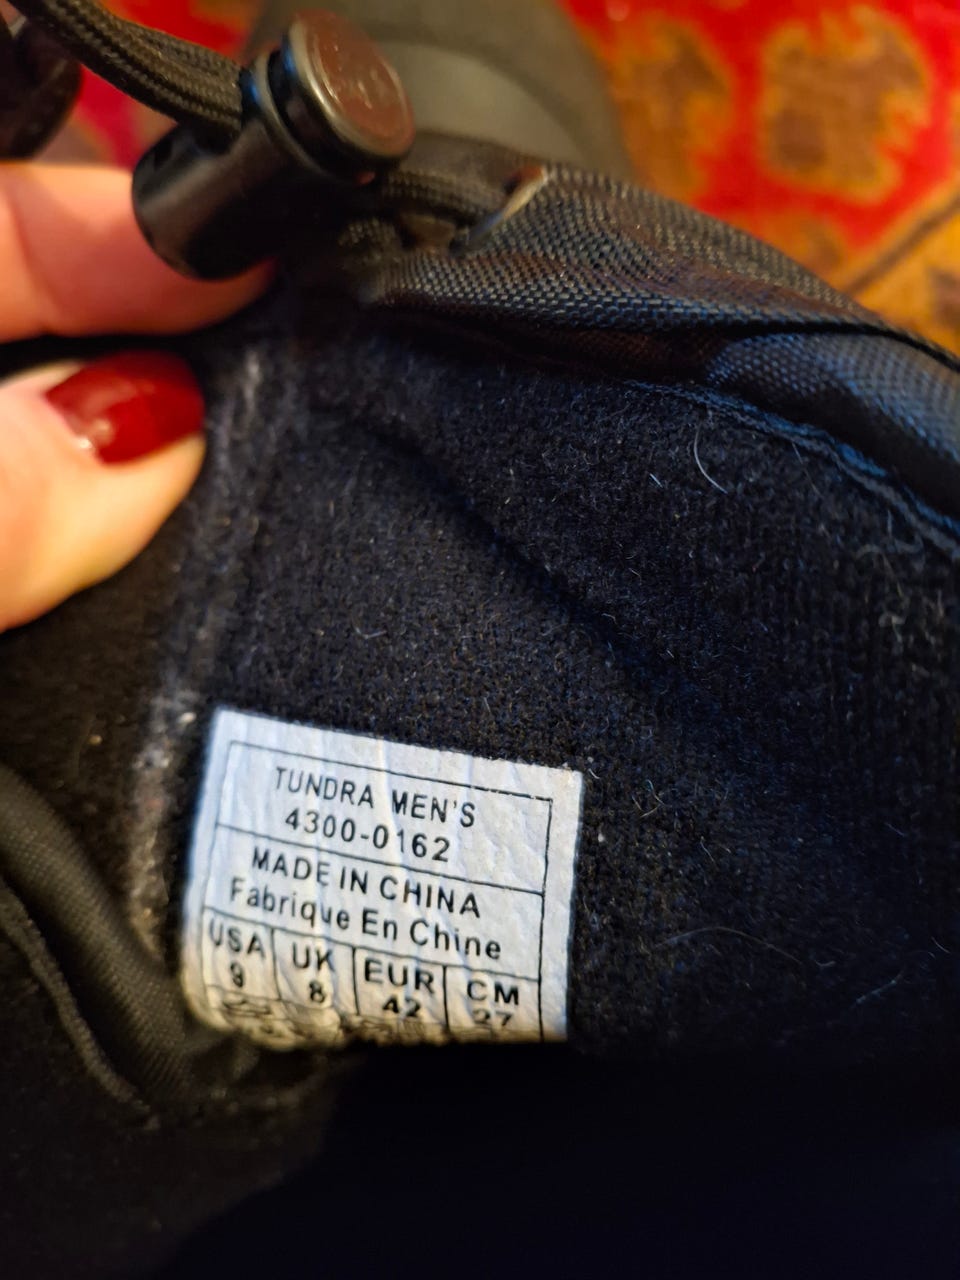 TUNDRA MEN'S
4300-0162
MADE IN CHINA
Fabrique En Chine
USA UK EUR CM
9 8 42 27